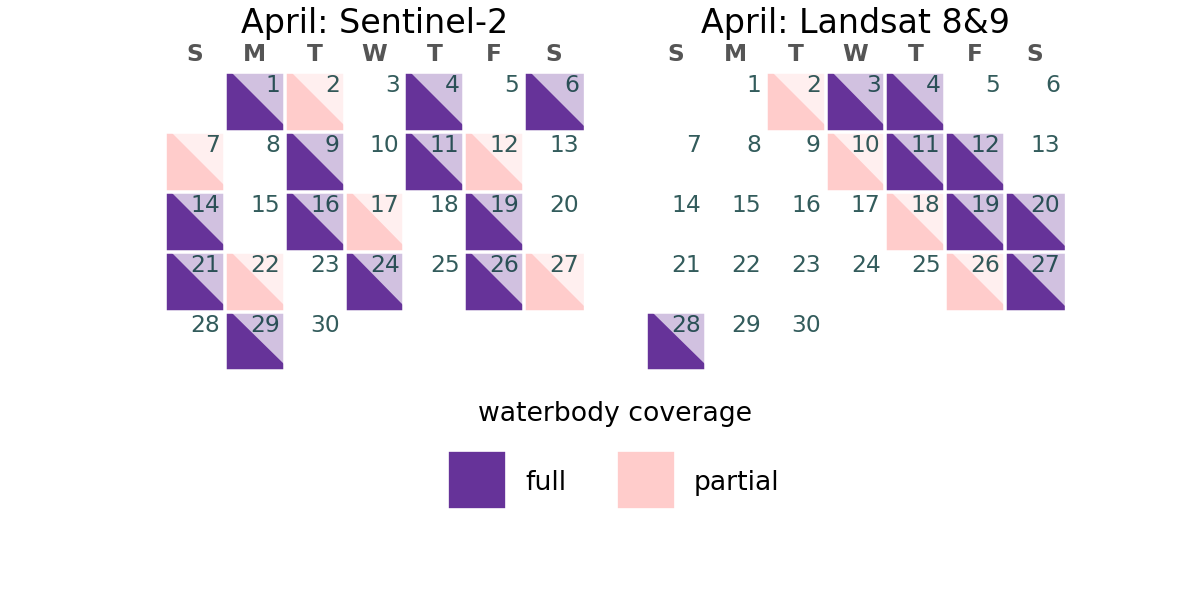 April: Sentinel-2
S M T W T F S
1 2 3 4 5 6
7 8 9 10 11 12 13
14 15 16 17 18 19 20
21 22 23 24 25 26 27
28 29 30
April: Landsat 8&9
S M T W T F S
1 2 3 4 5 6
7 8 9 10 11 12 13
14 15 16 17 18 19 20
21 22 23 24 25 26 27
28 29 30
waterbody coverage
full partial